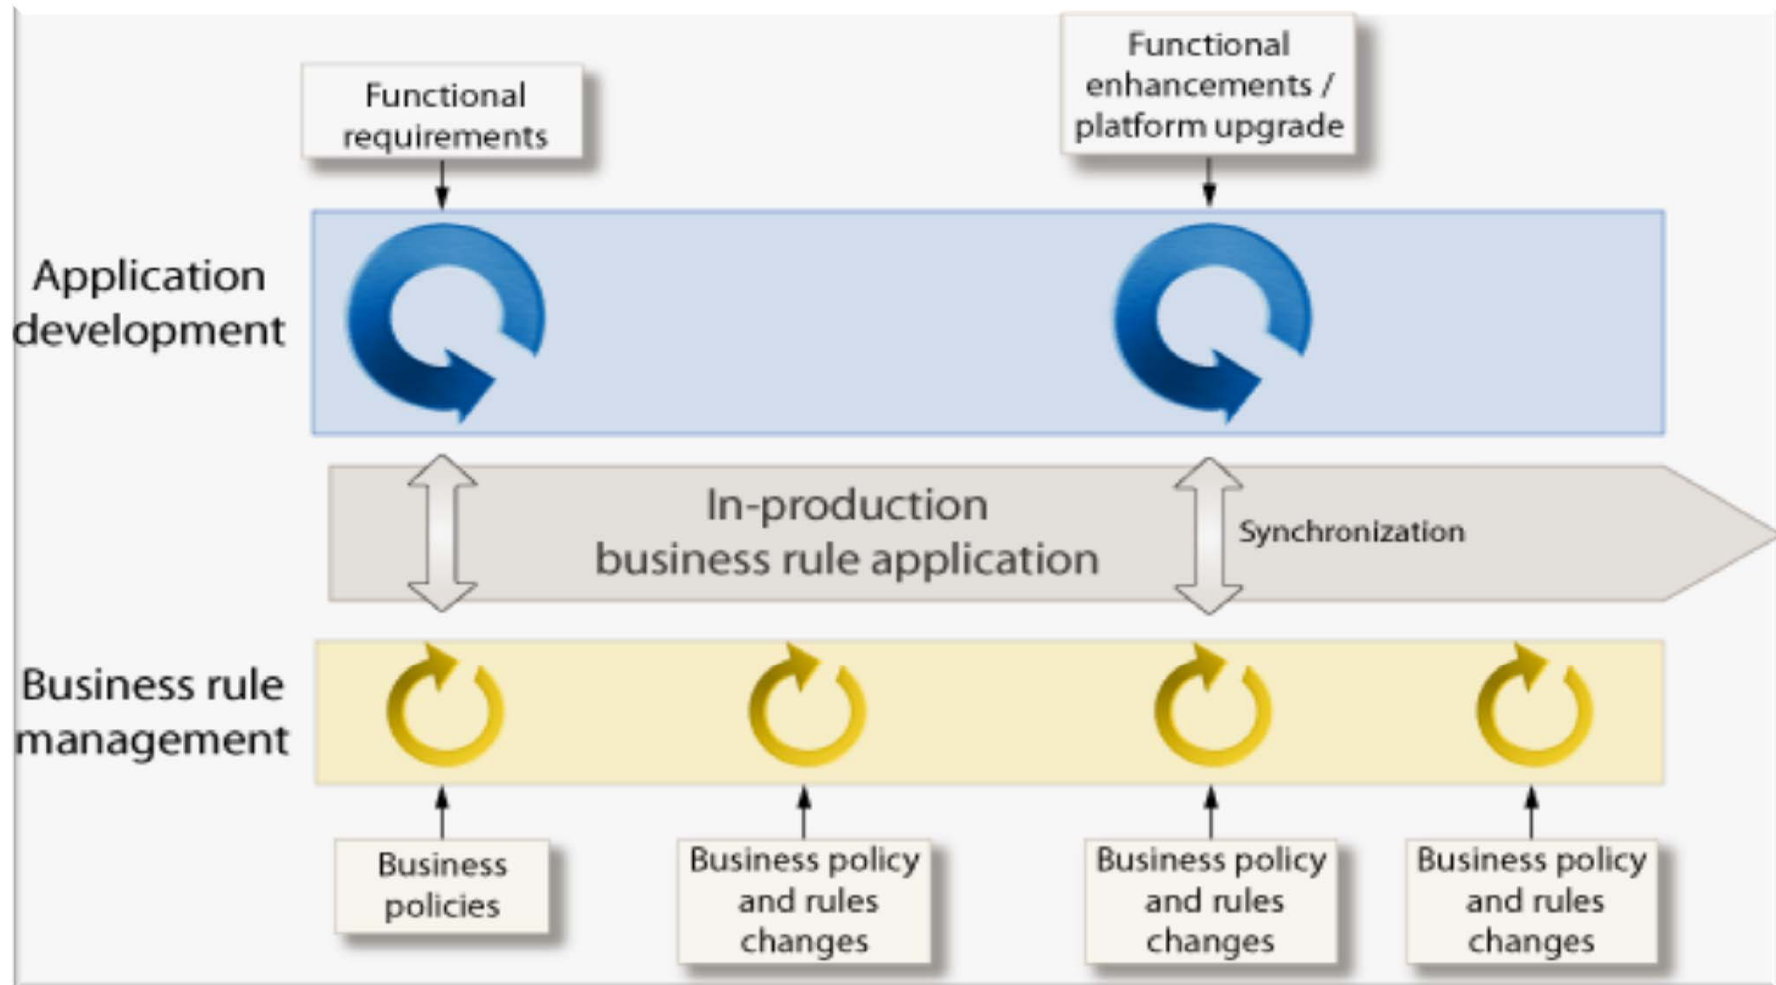 Functional
requirements
Functional
enhancements /
platform upgrade
Application
development
In-production
business rule application
Synchronization
Business rule
management
Business
policies
Business policy
and rules
changes
Business policy
and rules
changes
Business policy
and rules
changes